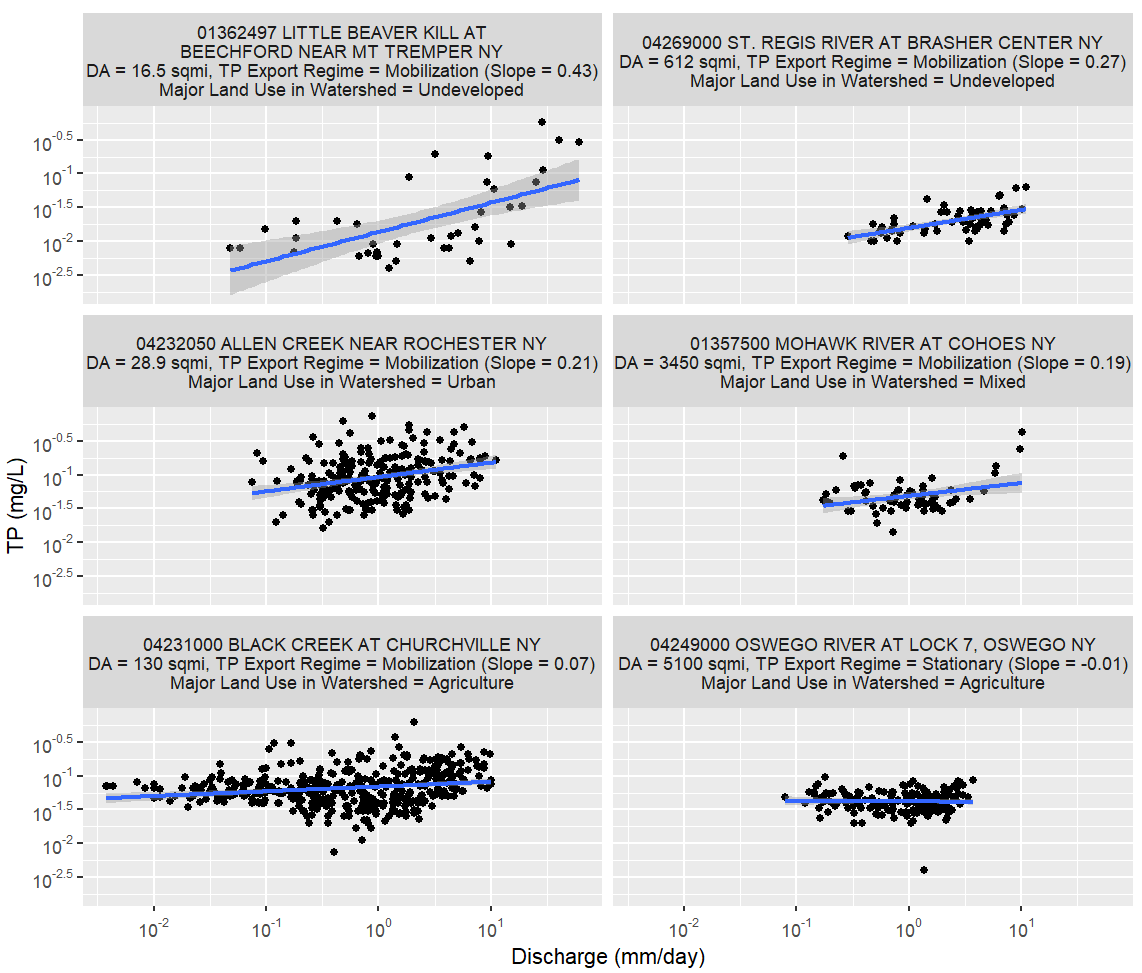 01362497 LITTLE BEAVER KILL AT
BEECHFORD NEAR MT TREMPER NY
DA = 16.5 sqmi, TP Export Regime = Mobilization (Slope = 0.43)
Major Land Use in Watershed = Undeveloped
04269000 ST. REGIS RIVER AT BRASHER CENTER NY
DA = 612 sqmi, TP Export Regime = Mobilization (Slope = 0.27)
Major Land Use in Watershed = Undeveloped
10^-0.5
10^-1
10^-1.5
10^-2
10^-2.5
04232050 ALLEN CREEK NEAR ROCHESTER NY
DA = 28.9 sqmi, TP Export Regime = Mobilization (Slope = 0.21)
Major Land Use in Watershed = Urban
01357500 MOHAWK RIVER AT COHOES NY
DA = 3450 sqmi, TP Export Regime = Mobilization (Slope = 0.19)
Major Land Use in Watershed = Mixed
10^-0.5
10^-1
10^-1.5
10^-2
10^-2.5
TP (mg/L)
04231000 BLACK CREEK AT CHURCHVILLE NY
DA = 130 sqmi, TP Export Regime = Mobilization (Slope = 0.07)
Major Land Use in Watershed = Agriculture
04249000 OSWEGO RIVER AT LOCK 7, OSWEGO NY
DA = 5100 sqmi, TP Export Regime = Stationary (Slope = -0.01)
Major Land Use in Watershed = Agriculture
10^-0.5
10^-1
10^-1.5
10^-2
10^-2.5
10^-2 10^-1 10^0 10^1
10^-2 10^-1 10^0 10^1
Discharge (mm/day)